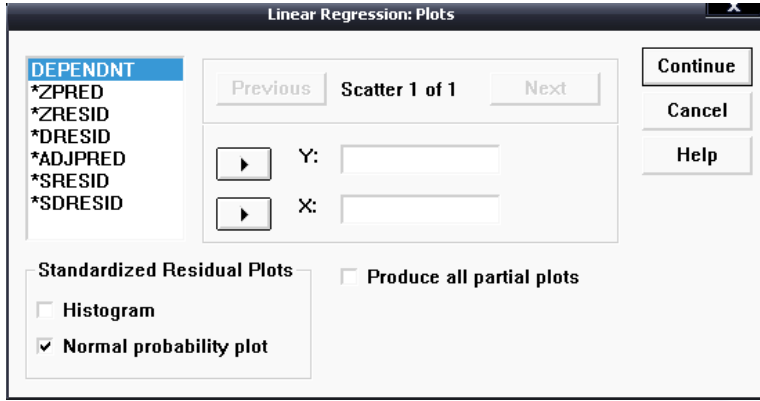 Linear Regression: Plots
X
DEPENDNT
*ZPRED
*ZRESID
*DRESID
*ADJPRED
*SRESID
*SDRESID
Previous
Scatter 1 of 1
Next
Y:
X:
Continue
Cancel
Help
Standardized Residual Plots
Histogram
Normal probability plot
Produce all partial plots